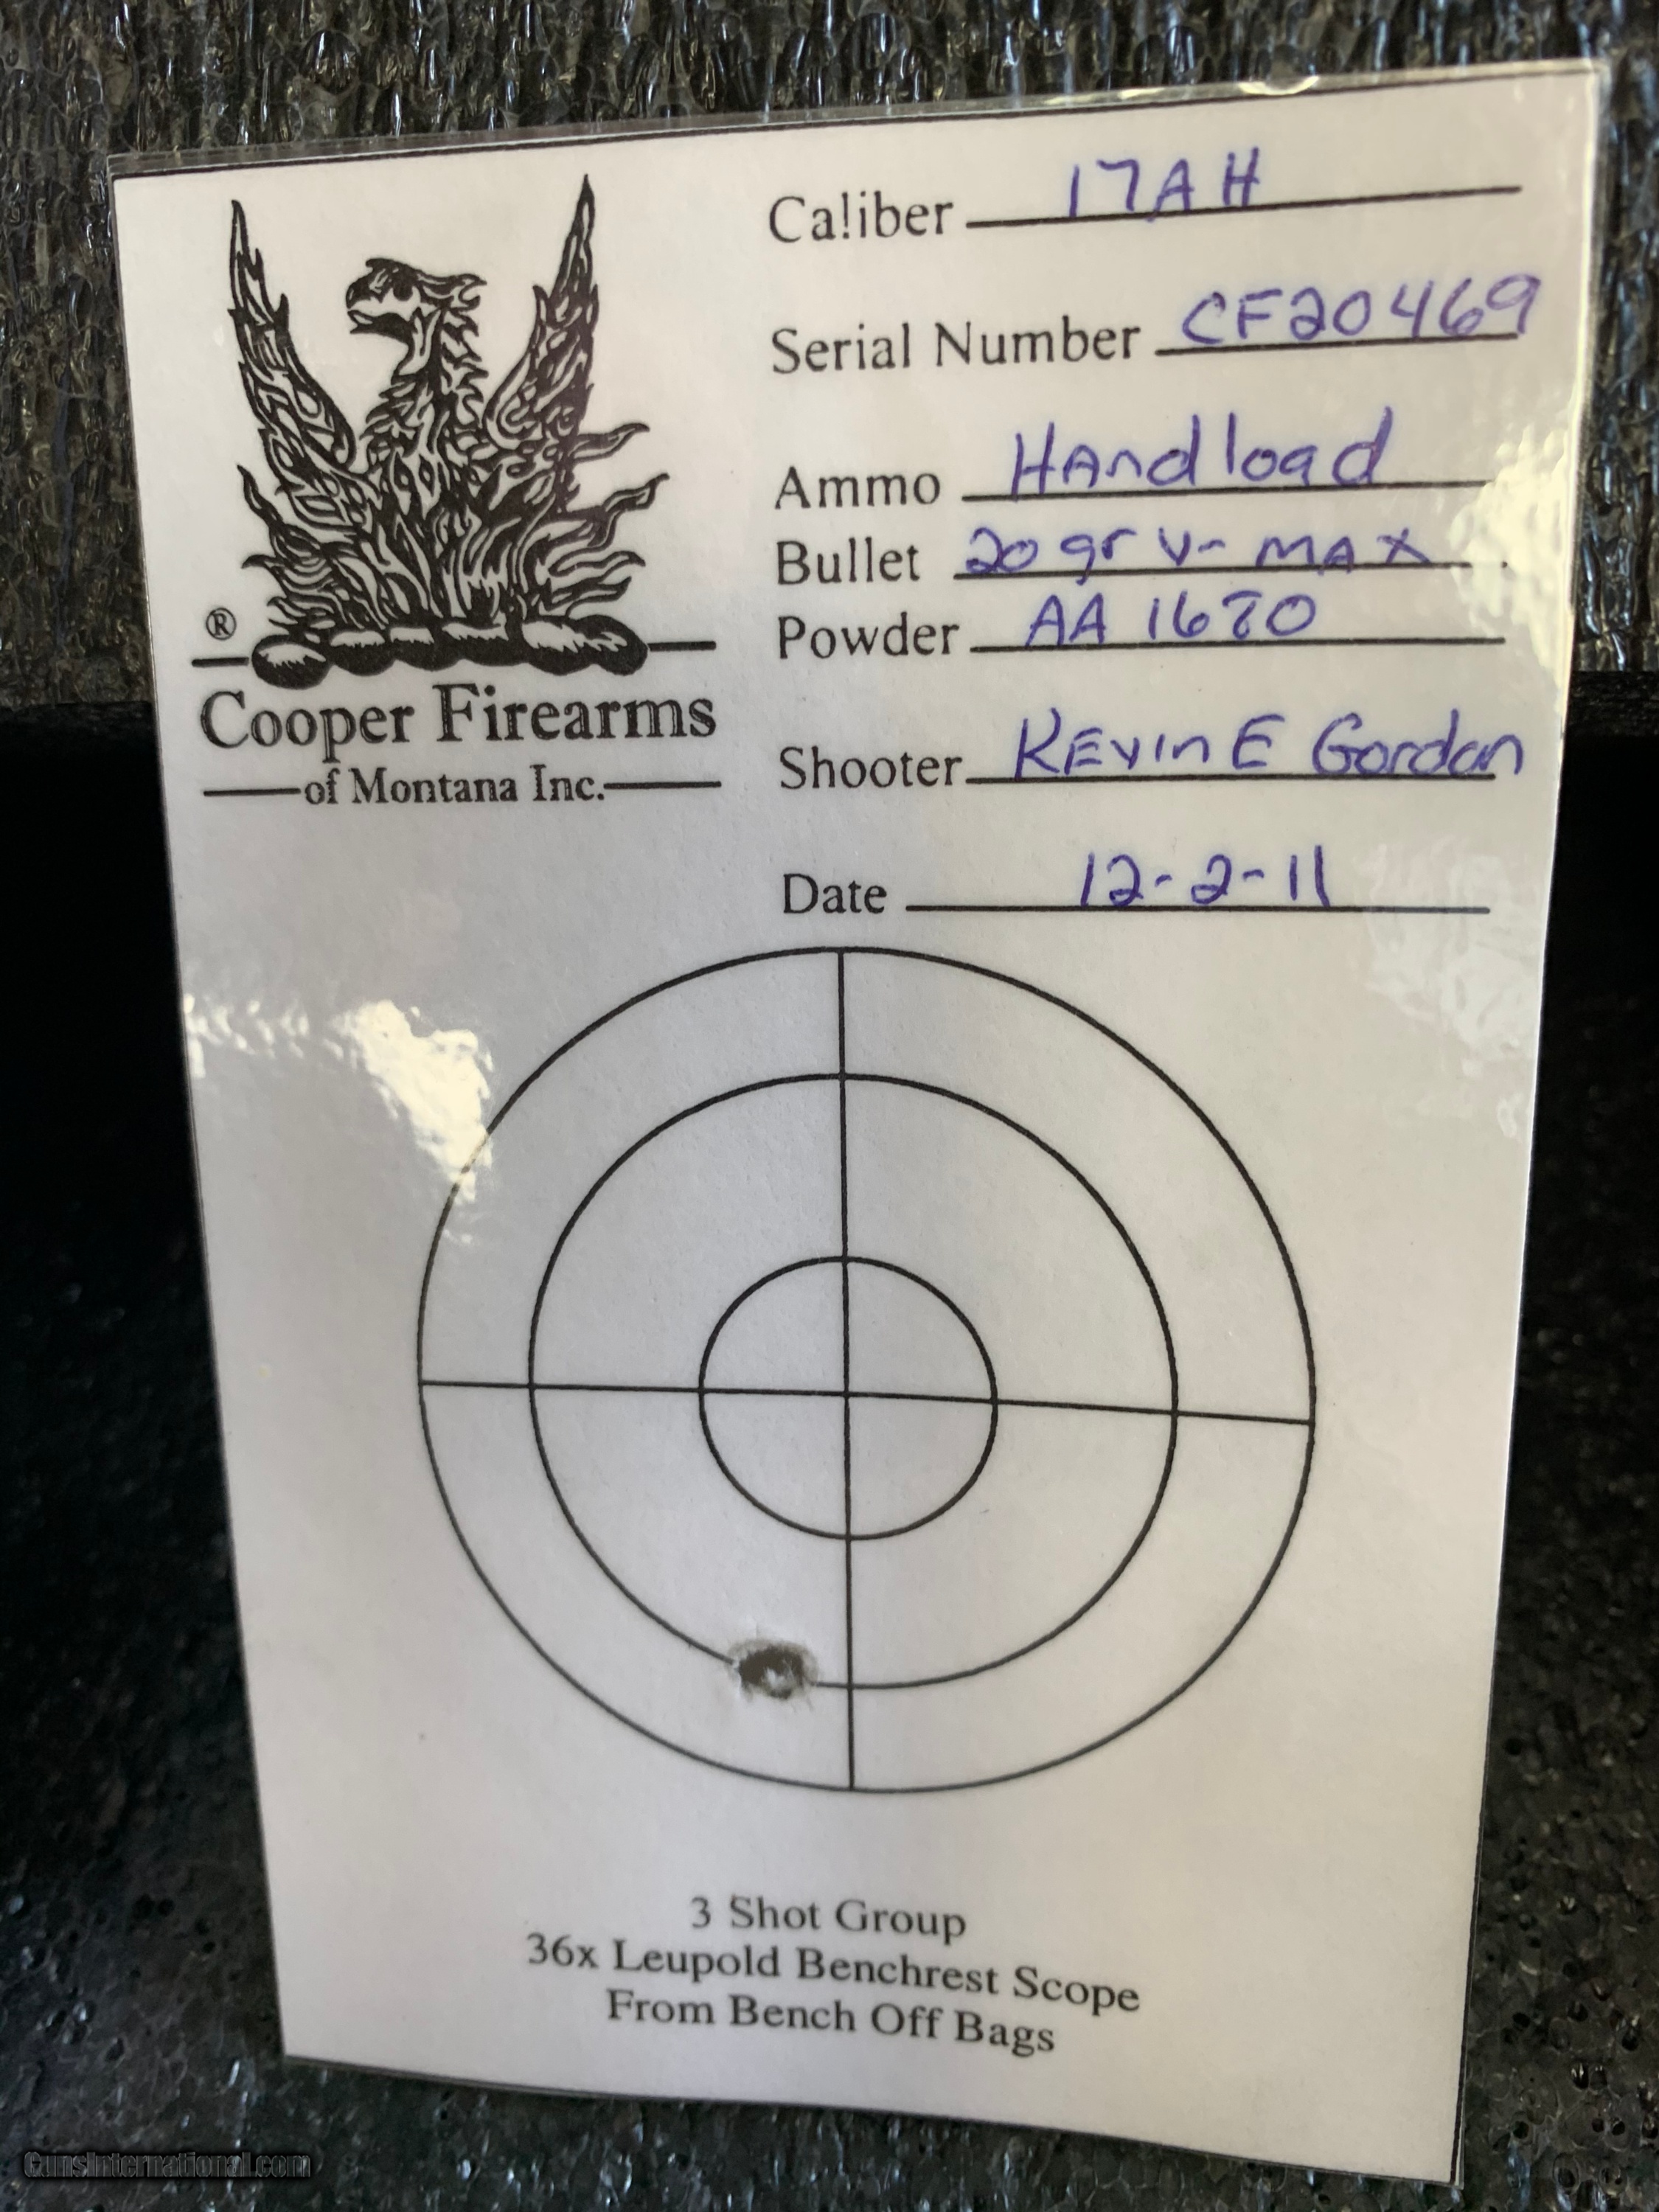 Caliber 17AH
Serial Number CF20469
Ammo Handload
Bullet 20 gr V-MAX
Powder AA 1680
Shooter KEVIN E Gordon
Date 12-2-11
®
Cooper Firearms
of Montana Inc.
3 Shot Group
36x Leupold Benchrest Scope
From Bench Off Bags
GunsInternational.com